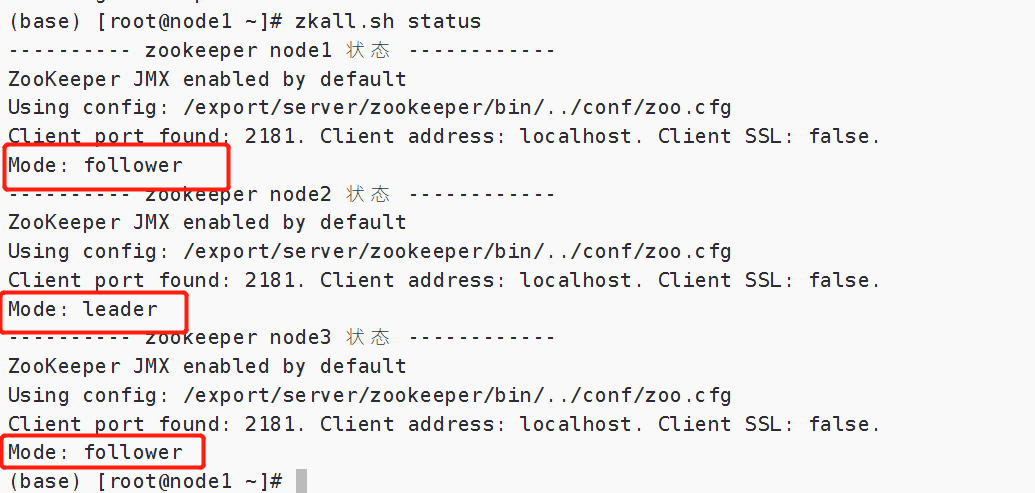 (base) [root@node1 ~]# zkall.sh status
---------- zookeeper node1 状态 ------------
ZooKeeper JMX enabled by default
Using config: /export/server/zookeeper/bin/../conf/zoo.cfg
Client port found: 2181. Client address: localhost. Client SSL: false.
Mode: follower
---------- zookeeper node2 状态 ------------
ZooKeeper JMX enabled by default
Using config: /export/server/zookeeper/bin/../conf/zoo.cfg
Client port found: 2181. Client address: localhost. Client SSL: false.
Mode: leader
---------- zookeeper node3 状态 ------------
ZooKeeper JMX enabled by default
Using config: /export/server/zookeeper/bin/../conf/zoo.cfg
Client port found: 2181. Client address: localhost. Client SSL: false.
Mode: follower
(base) [root@node1 ~]#